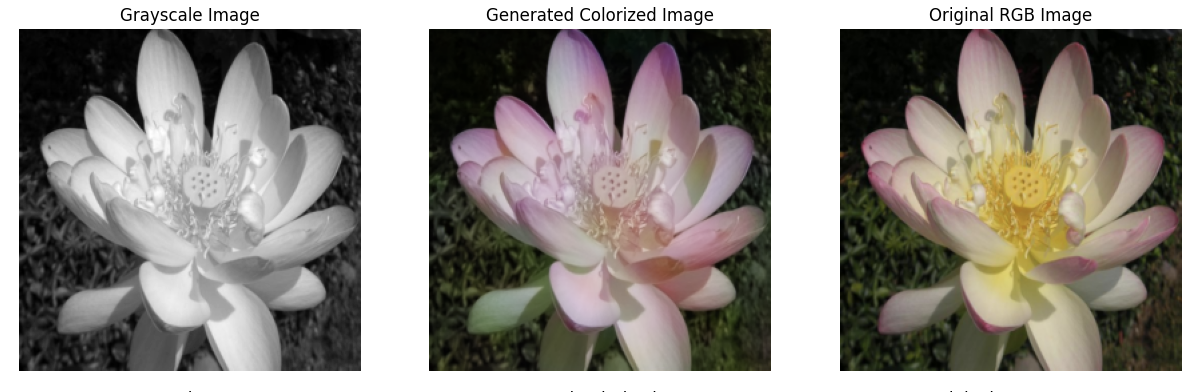 Grayscale Image
Generated Colorized Image
Original RGB Image